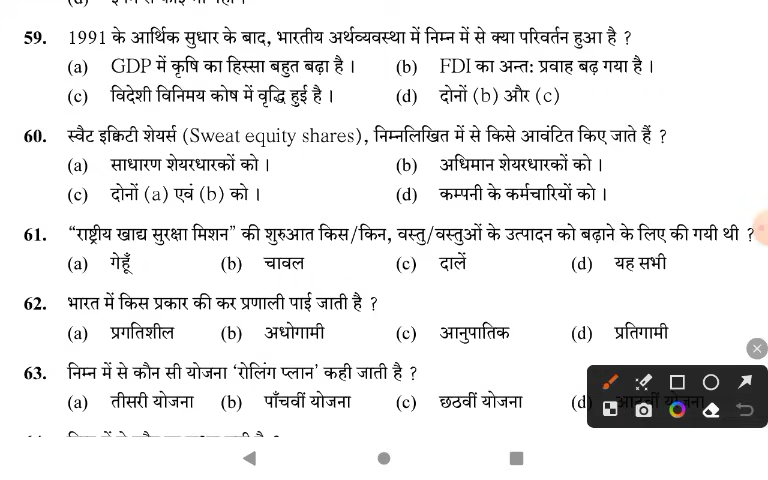 59. 1991 के आर्थिक सुधार के बाद, भारतीय अर्थव्यवस्था में निम्न में से क्या परिवर्तन हुआ है ?
(a) GDP में कृषि का हिस्सा बहुत बढ़ा है । (b) FDI का अन्त: प्रवाह बढ़ गया है ।
(c) विदेशी विनिमय कोष में वृद्धि हुई है । (d) दोनों (b) और (c)
60. स्वैट इक्विटी शेयर्स (Sweat equity shares), निम्नलिखित में से किसे आवंटित किए जाते हैं ?
(a) साधारण शेयरधारकों को । (b) अधिमान शेयरधारकों को ।
(c) दोनों (a) एवं (b) को । (d) कम्पनी के कर्मचारियों को ।
61. “राष्ट्रीय खाद्य सुरक्षा मिशन” की शुरुआत किस/किन, वस्तु/वस्तुओं के उत्पादन को बढ़ाने के लिए की गयी थी ?
(a) गेहूँ (b) चावल (c) दालें (d) यह सभी
62. भारत में किस प्रकार की कर प्रणाली पाई जाती है ?
(a) प्रगतिशील (b) अधोगामी (c) आनुपातिक (d) प्रतिगामी
63. निम्न में से कौन सी योजना ‘रोलिंग प्लान’ कही जाती है ?
(a) तीसरी योजना (b) पाँचवीं योजना (c) छठवीं योजना (d) आठवीं योजना